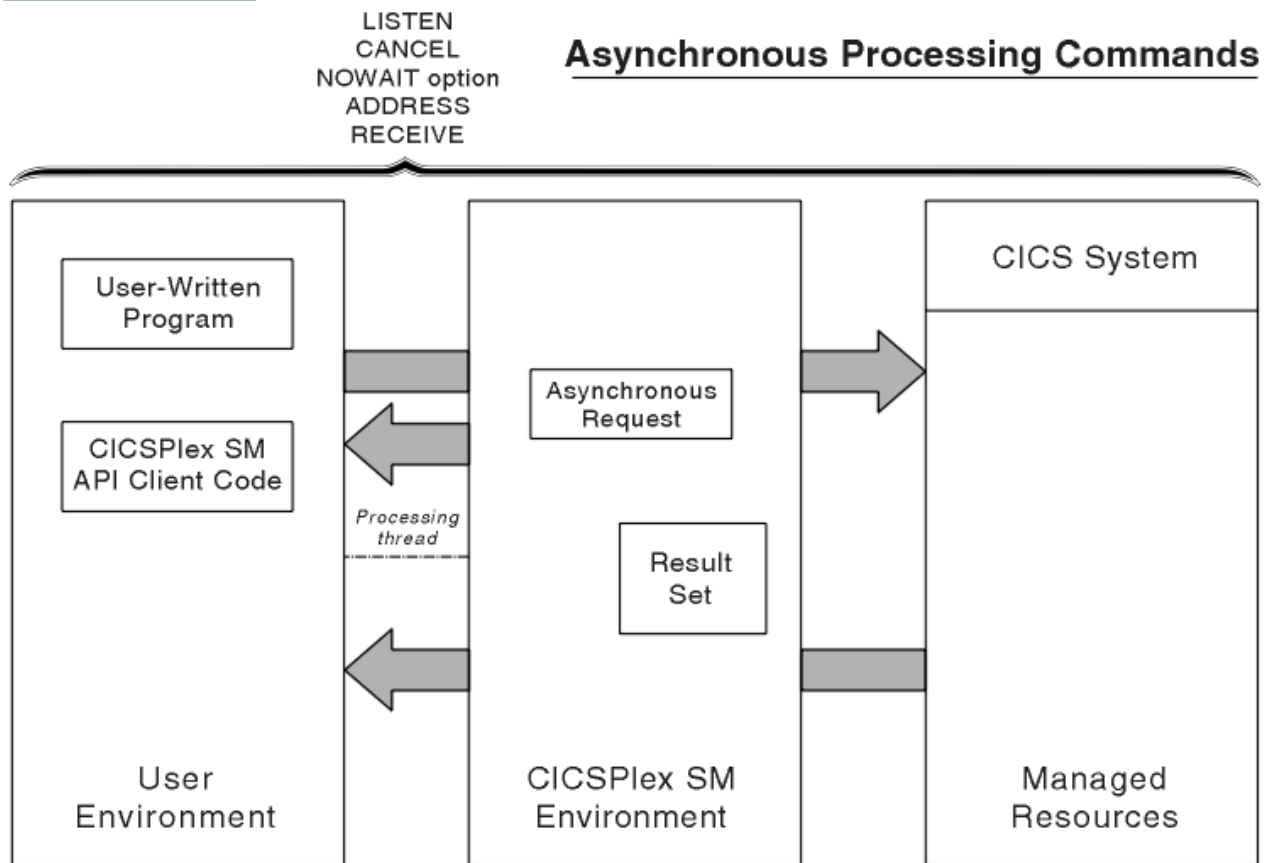 LISTEN
CANCEL
NOWAIT option
ADDRESS
RECEIVE
Asynchronous Processing Commands
User-Written
Program
CICSPlex SM
API Client Code
Processing
thread
User
Environment
Asynchronous
Request
Result
Set
CICSPlex SM
Environment
CICS System
Managed
Resources